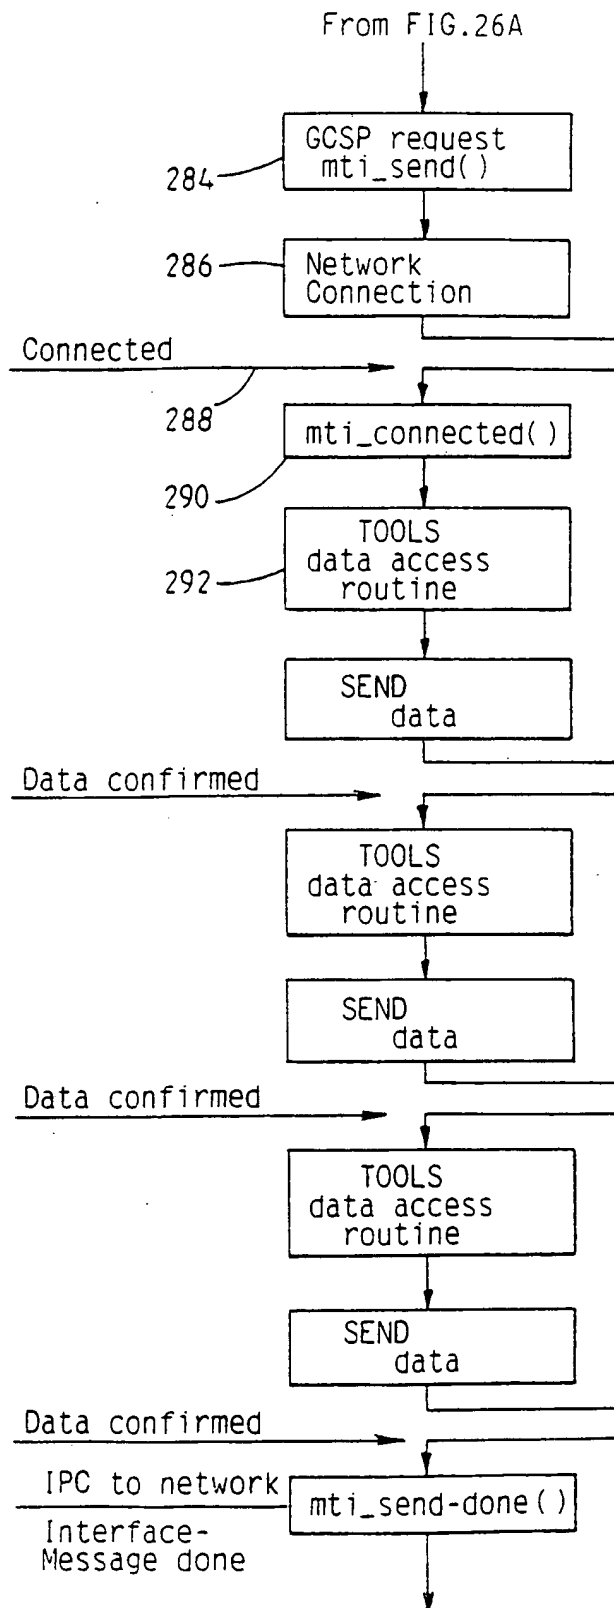 From FIG.26A
GCSP request
mti_send()
284
286
Network
Connection
Connected
288
mti_connected()
290
TOOLS
data access
routine
292
SEND
data
Data confirmed
TOOLS
data access
routine
SEND
data
Data confirmed
TOOLS
data access
routine
SEND
data
Data confirmed
IPC to network
mti_send-done()
Interface-
Message done